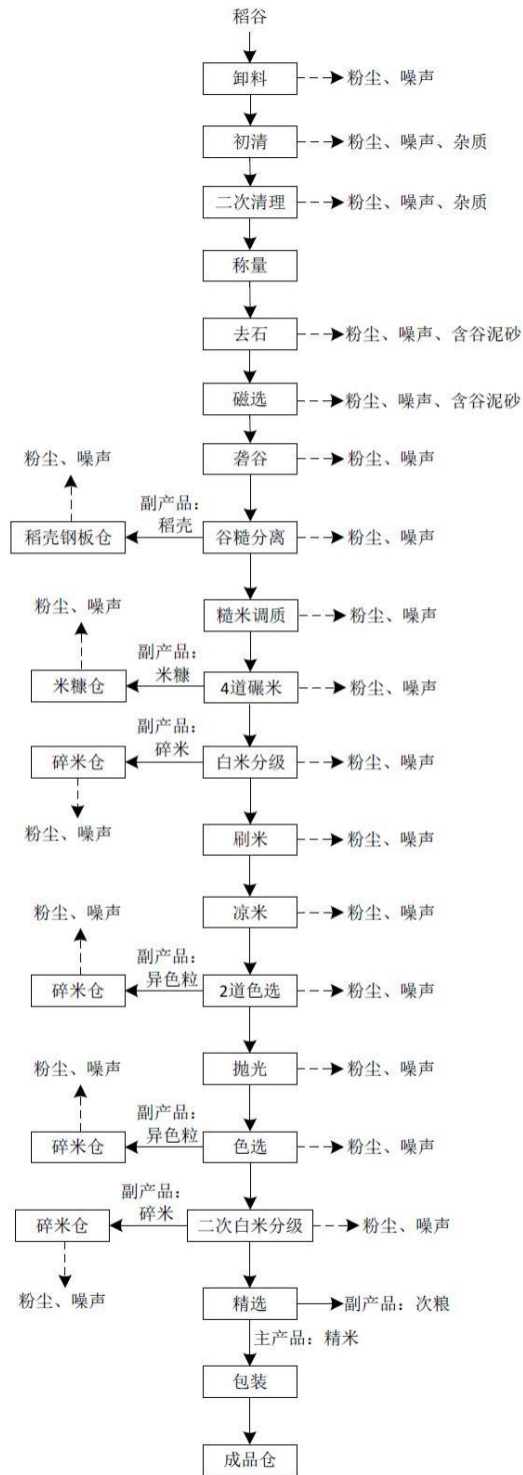 稻谷
卸料
粉尘、噪声
初清
粉尘、噪声、杂质
二次清理
粉尘、噪声、杂质
称量
去石
粉尘、噪声、含谷泥砂
磁选
粉尘、噪声、含谷泥砂
砻谷
粉尘、噪声
粉尘、噪声
副产品：
稻壳
稻壳钢板仓
谷糙分离
粉尘、噪声
糙米调质
粉尘、噪声
粉尘、噪声
副产品：
米糠
米糠仓
4道碾米
粉尘、噪声
副产品：
碎米
碎米仓
白米分级
粉尘、噪声
粉尘、噪声
刷米
粉尘、噪声
凉米
粉尘、噪声
粉尘、噪声
副产品：
异色粒
碎米仓
2道色选
粉尘、噪声
抛光
粉尘、噪声
粉尘、噪声
副产品：
异色粒
碎米仓
色选
粉尘、噪声
副产品：
碎米
碎米仓
二次白米分级
粉尘、噪声
粉尘、噪声
精选
副产品：次粮
主产品：精米
包装
成品仓